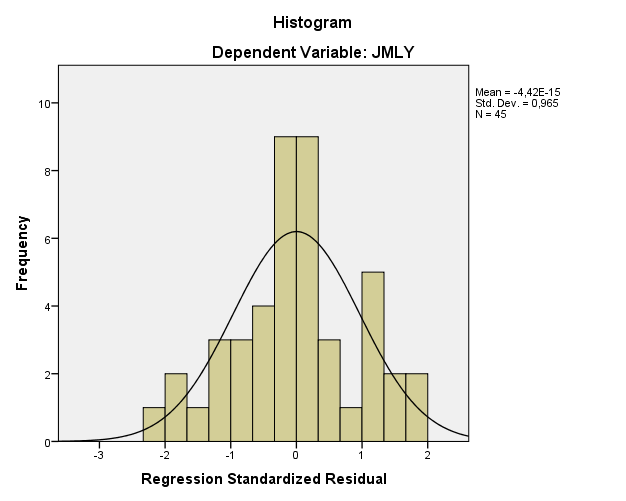 Histogram
Dependent Variable: JMLY
Mean = -4,42E-15
Std. Dev. = 0,965
N = 45
Frequency
10
8
6
4
2
0
-3 -2 -1 0 1 2
Regression Standardized Residual